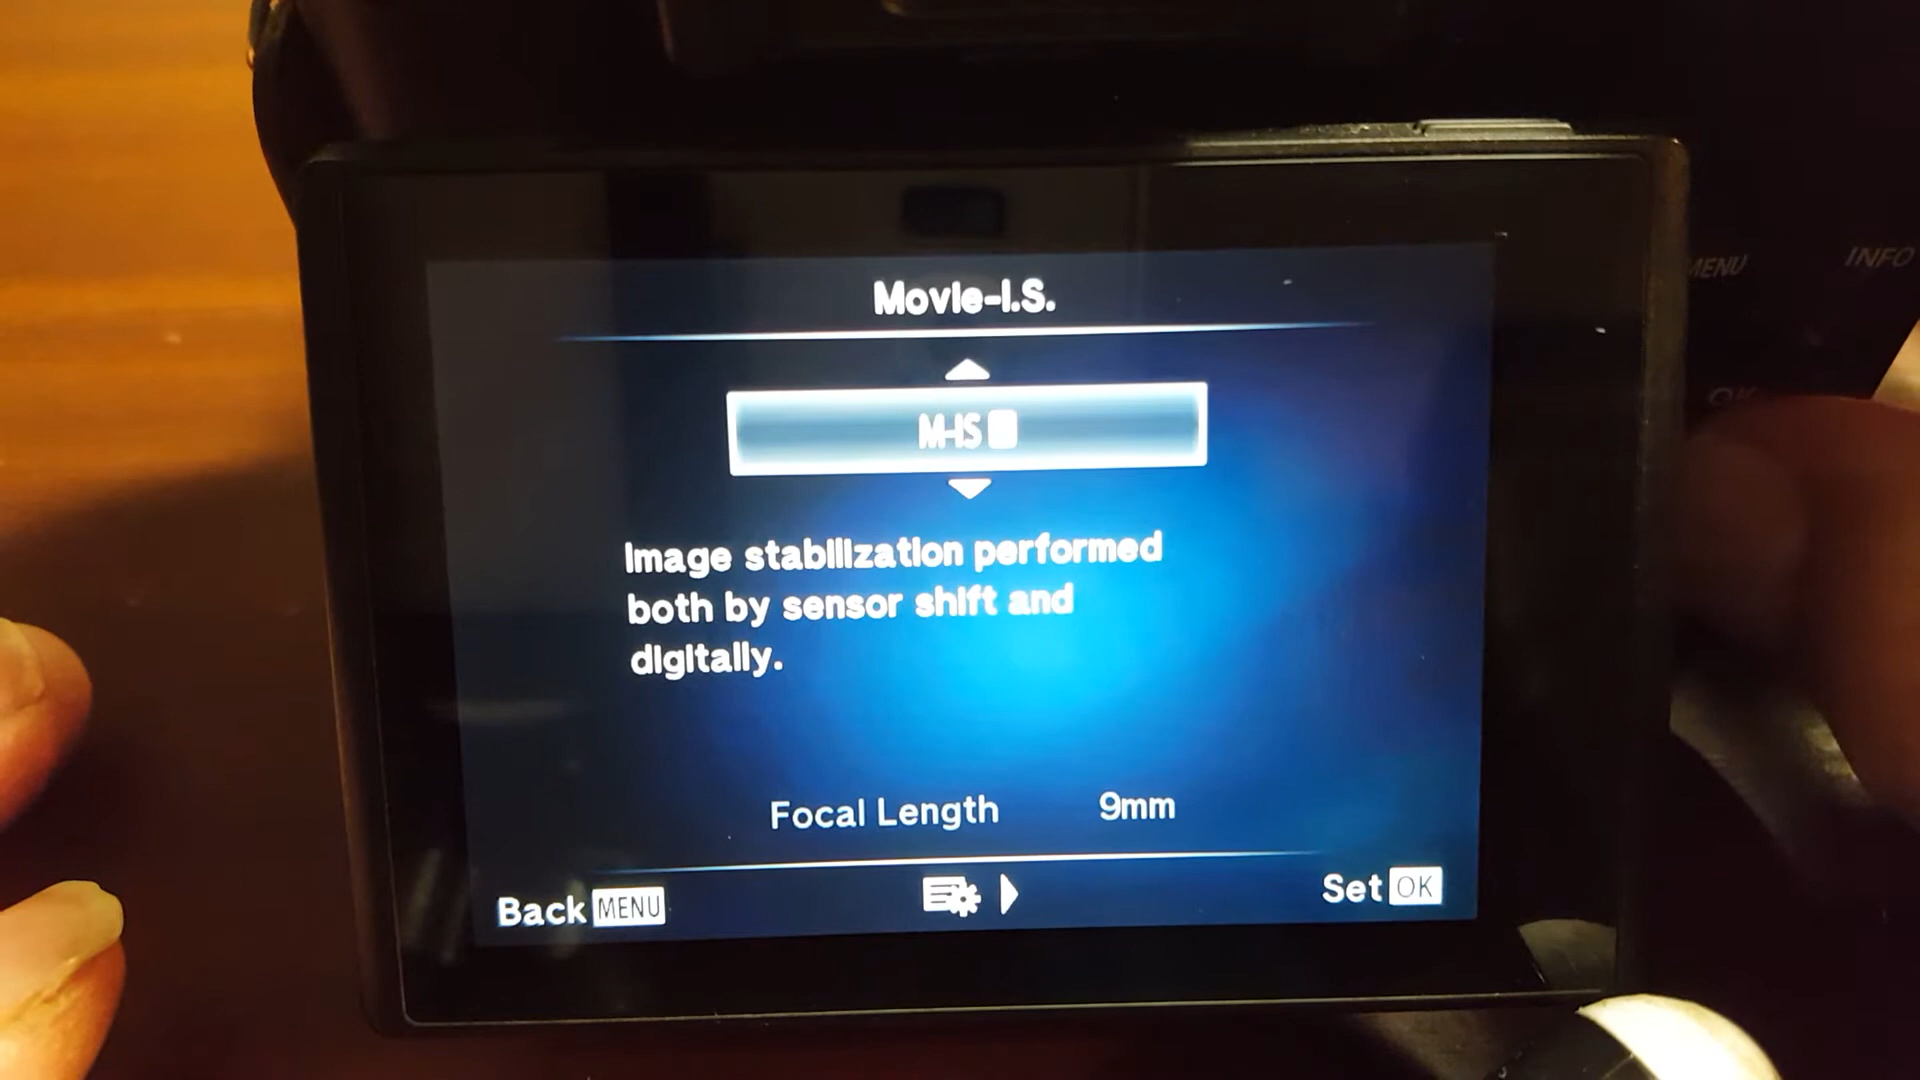 MENU
INFO
Movie-I.S.
M-IS
OK
Image stabilization performed
both by sensor shift and
digitally.
Focal Length 9mm
Back MENU
Set OK